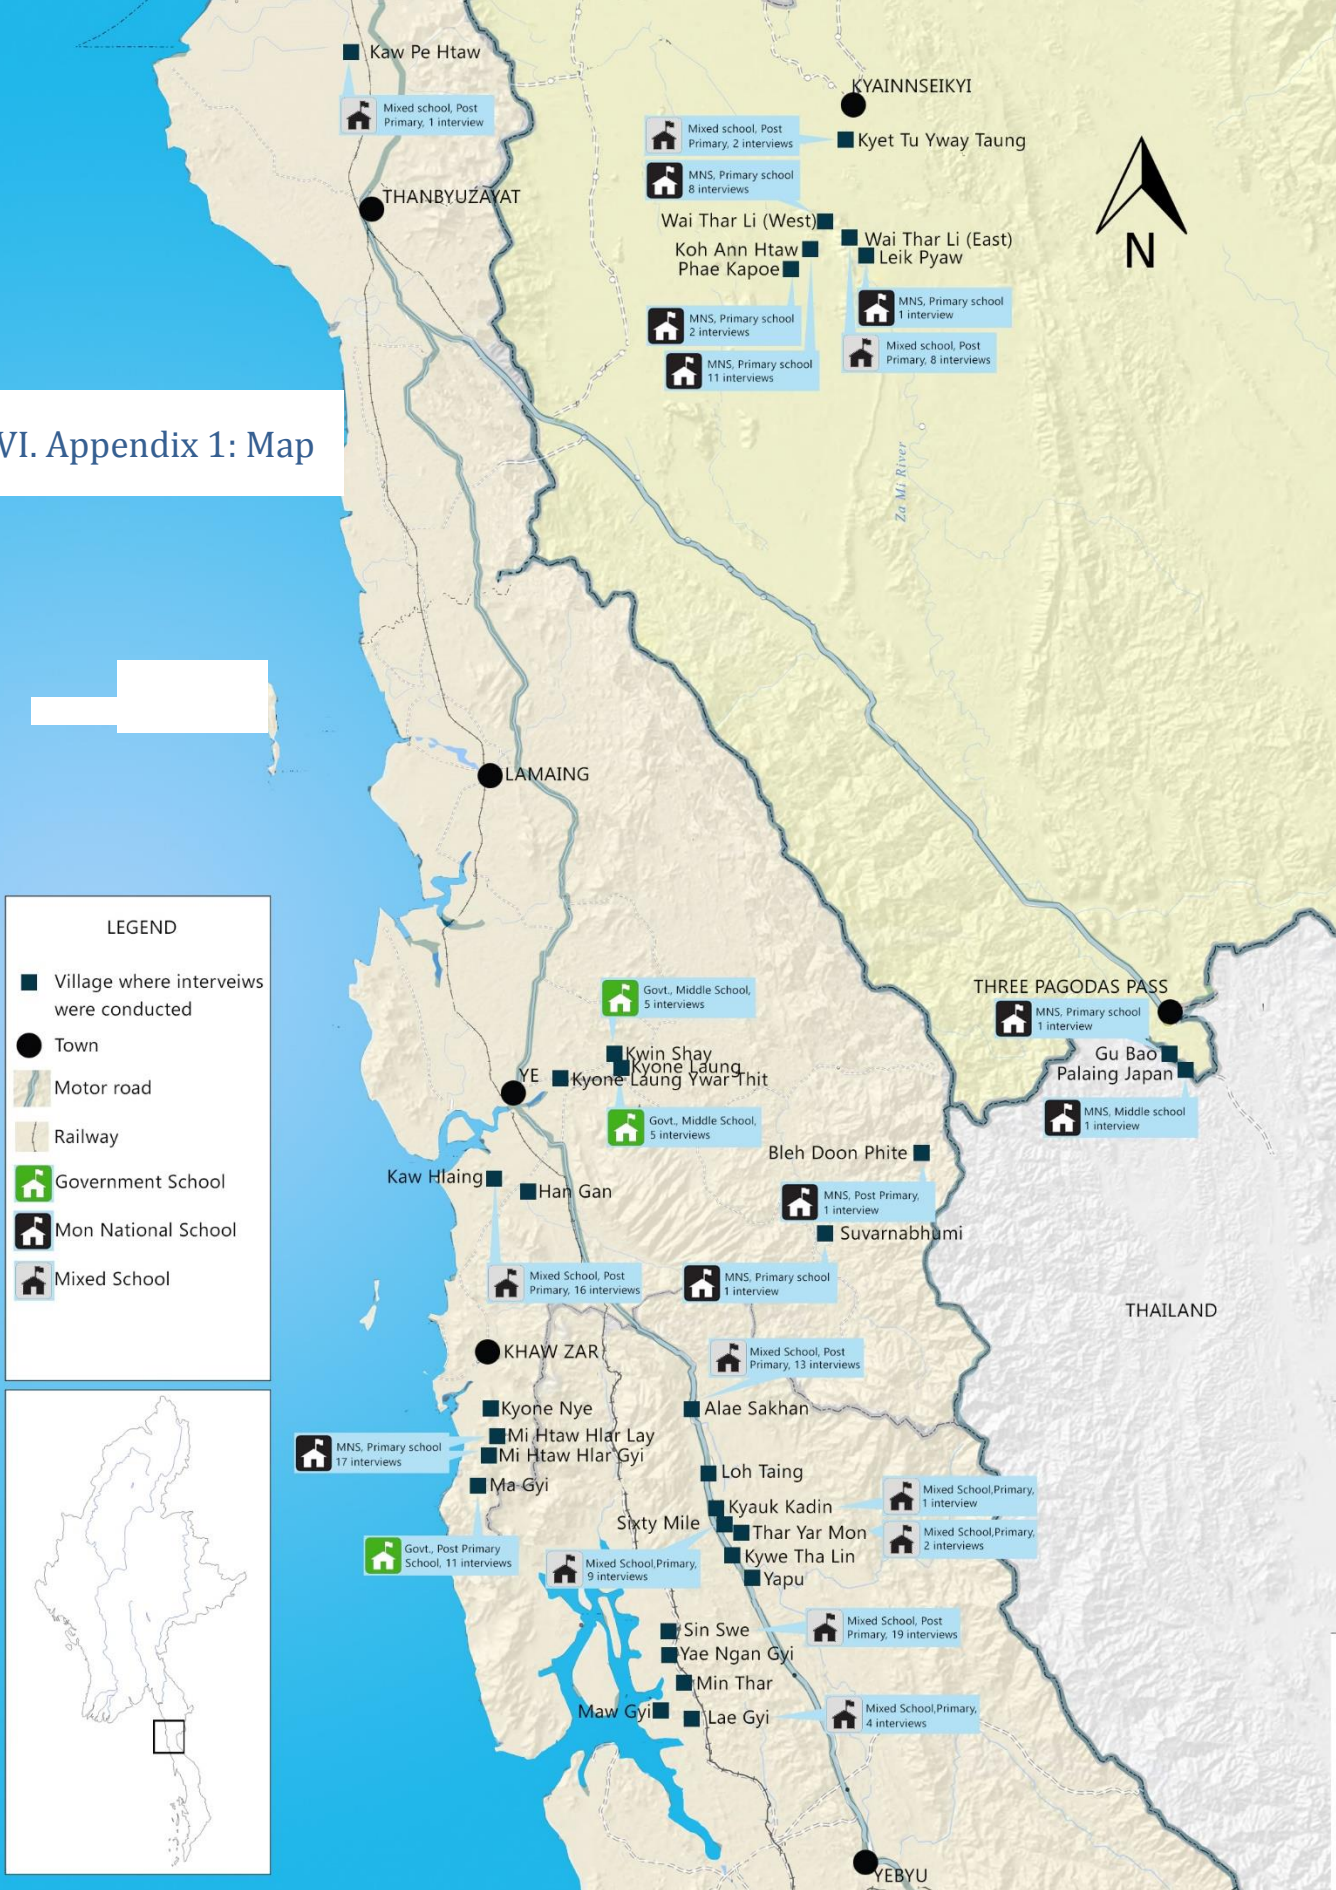 Kaw Pe Htaw
Mixed school, Post
Primary, 1 interview
THANBYUZAYAT
KYAINNSEIKYI
Mixed school, Post
Primary, 2 interviews
Kyet Tu Yway Taung
MNS, Primary school
8 interviews
Wai Thar Li (West)
Wai Thar Li (East)
Koh Ann Htaw
Leik Pyaw
Phae Kapoe
N
MNS, Primary school
1 interview
MNS, Primary school
2 interviews
Mixed school, Post
Primary, 8 interviews
MNS, Primary school
11 interviews
VI. Appendix 1: Map
Za Mi River
LAMAING
LEGEND
Village where interveiws
were conducted
Town
Motor road
Railway
Government School
Mon National School
Mixed School
Govt., Middle School,
5 interviews
Kwin Shay
Kyone Laung
Kyone Laung Ywar Thit
YE
Govt., Middle School,
5 interviews
THREE PAGODAS PASS
MNS, Primary school
1 interview
Gu Bao
Palaing Japan
MNS, Middle school
1 interview
Bleh Doon Phite
MNS, Post Primary,
1 interview
Suvarnabhumi
MNS, Primary school
1 interview
Kaw Hlaing
Han Gan
Mixed School, Post
Primary, 16 interviews
THAILAND
KHAW ZAR
Mixed School, Post
Primary, 13 interviews
Kyone Nye
Alae Sakhan
Mi Htaw Hlar Lay
MNS, Primary school
17 interviews
Mi Htaw Hlar Gyi
Ma Gyi
Loh Taing
Kyauk Kadin
Mixed School,Primary,
1 interview
Sixty Mile
Thar Yar Mon
Mixed School,Primary,
2 interviews
Govt., Post Primary
School, 11 interviews
Mixed School,Primary,
9 interviews
Kywe Tha Lin
Yapu
Sin Swe
Mixed School, Post
Primary, 19 interviews
Yae Ngan Gyi
Min Thar
Maw Gyi
Lae Gyi
Mixed School,Primary,
4 interviews
YEBYU